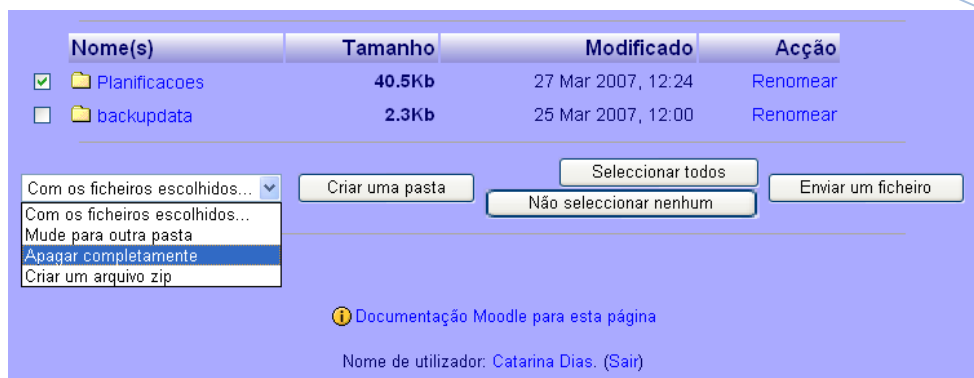 Nome(s) Tamanho Modificado Acção
Planificacoes 40.5Kb 27 Mar 2007, 12:24 Renomear
backupdata 2.3Kb 25 Mar 2007, 12:00 Renomear
Com os ficheiros escolhidos... Criar uma pasta Seleccionar todos Enviar um ficheiro
Não seleccionar nenhum
Com os ficheiros escolhidos...
Mude para outra pasta
Apagar completamente
Criar um arquivo zip
Documentação Moodle para esta página
Nome de utilizador: Catarina Dias. (Sair)